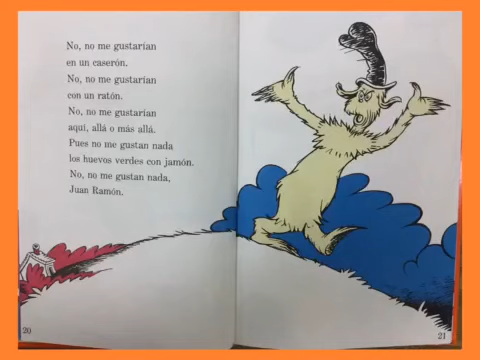 No, no me gustarían
en un caserón.
No, no me gustarían
con un ratón.
No, no me gustarían
aquí, allá o más allá.
Pues no me gustan nada
los huevos verdes con jamón.
No, no me gustan nada,
Juan Ramón.
20
21